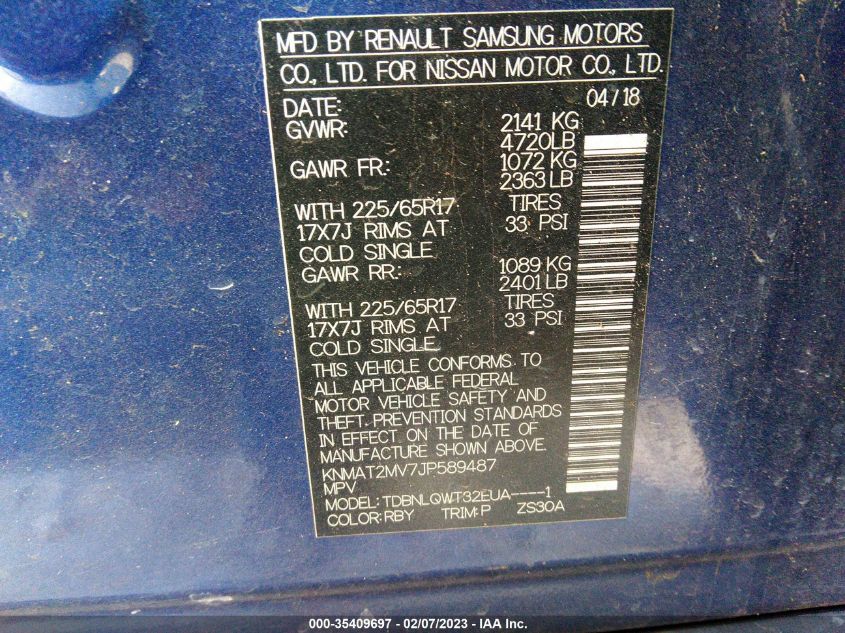 MFD BY RENAULT SAMSUNG MOTORS
CO., LTD. FOR NISSAN MOTOR CO., LTD.
DATE: 04/18
GVWR: 2141 KG
4720LB
GAWR FR: 1072 KG
2363 LB
WITH 225/65R17 TIRES
17X7J RIMS AT 33 PSI
COLD SINGLE
GAWR RR: 1089 KG
2401LB
WITH 225/65R17 TIRES
17X7J RIMS AT 33 PSI
COLD SINGLE
THIS VEHICLE CONFORMS TO
ALL APPLICABLE FEDERAL
MOTOR VEHICLE SAFETY AND
THEFT PREVENTION STANDARDS
IN EFFECT ON THE DATE OF
MANUFACTURE SHOWN ABOVE.
KNMAT2MV7JP589487
MPV
MODEL: TDBNLQWT32EUA----1
COLOR: RBY TRIM: P ZS30A
000-35409697 - 02/07/2023 - IAA Inc.